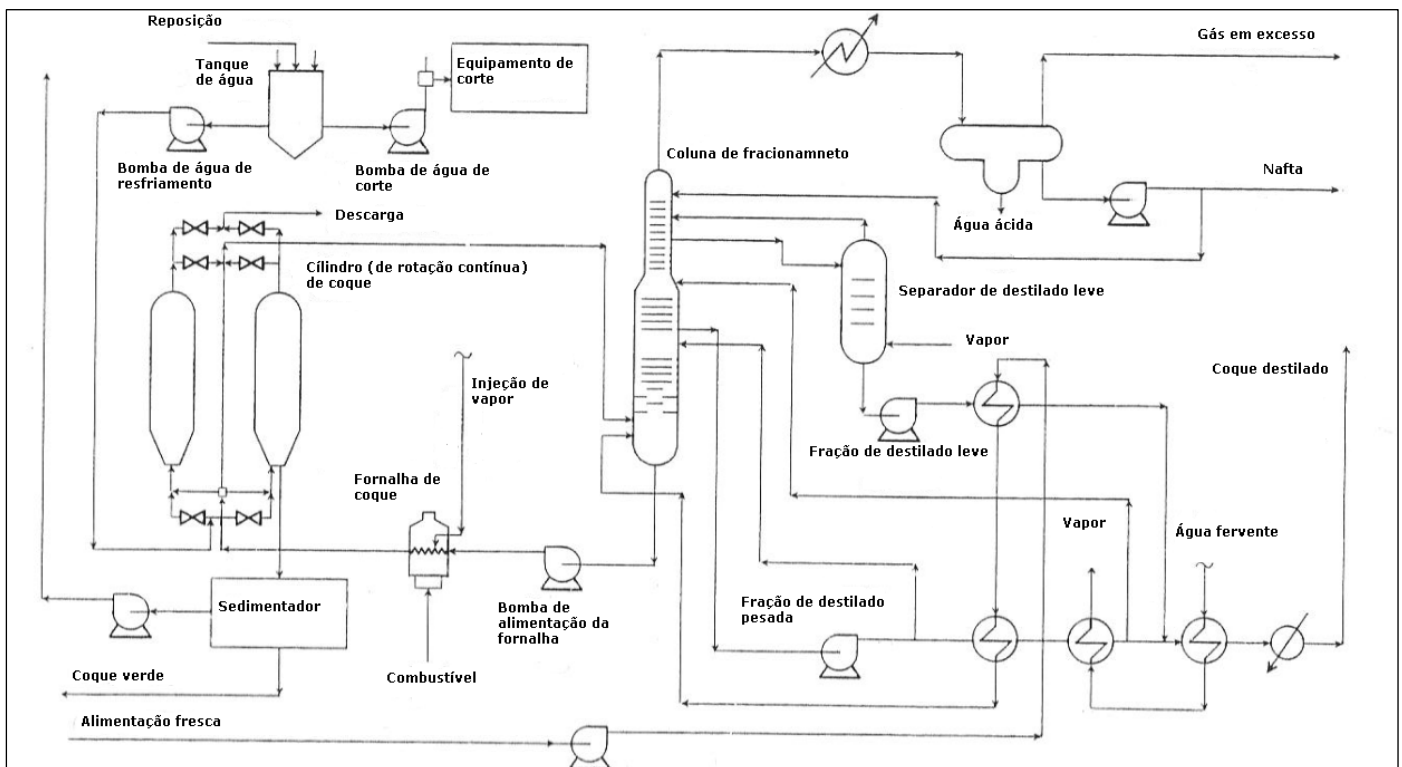 Reposição
Tanque
de água
Equipamento de
corte
Gás em excesso
Bomba de água de
resfriamento
Bomba de água de
corte
Coluna de fracionamneto
Nafta
Água ácida
Descarga
Cílindro (de rotação contínua)
de coque
Separador de destilado leve
Vapor
Injeção de
vapor
Coque destilado
Fração de destilado leve
Fornalha de
coque
Vapor
Água fervente
Sedimentador
Bomba de
alimentação da
fornalha
Fração de destilado
pesada
Coque verde
Combustível
Alimentação fresca